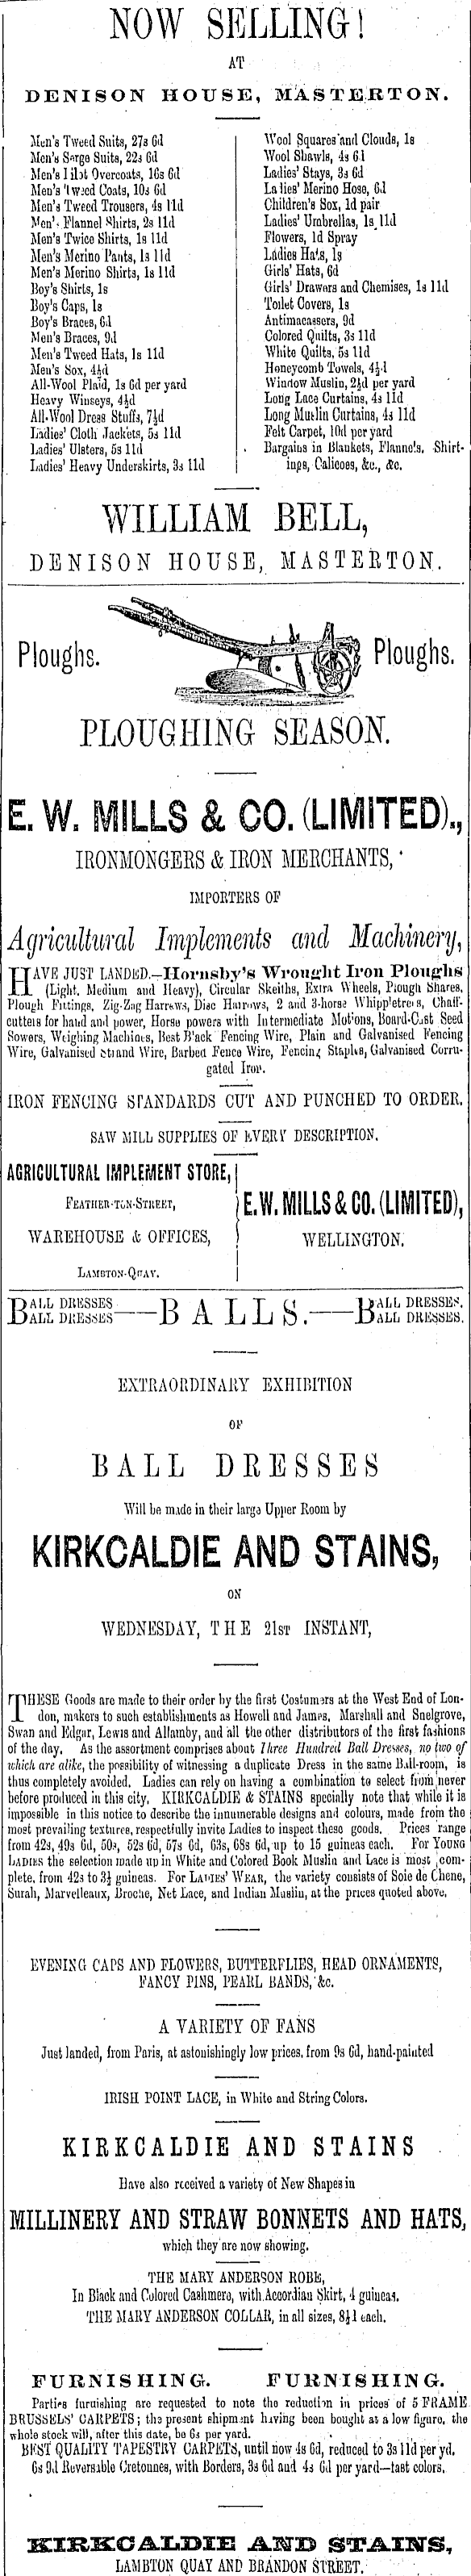 NOW SELLING!
AT
DENISON HOUSE, MASTERTON.
Men's Tweed Suits, 27s 6d
Men's Serge Suits, 22s 6d
Men's Pilot Overcoats, 16s 6d
Men's Tweed Coats, 10s 6d
Men's Tweed Trousers, 4s 11d
Men's Flannel Shirts, 2s 11d
Men's Twice Shirts, 1s 11d
Men's Merino Pants, 1s 11d
Men's Merino Shirts, 1s 11d
Boy's Shirts, 1s
Boy's Caps, 1s
Boy's Braces, 6d
Men's Braces, 9d
Men's Tweed Hats, 1s 11d
Men's Sox, 4½d
All-Wool Plaid, 1s 6d per yard
Heavy Winseys, 4½d
All-Wool Dress Stuffs, 7½d
Ladies' Cloth Jackets, 5s 11d
Ladies' Ulsters, 5s 11d
Ladies' Heavy Underskirts, 3s 11d
Wool Squares and Clouds, 1s
Wool Shawls, 4s 6d
Ladies' Stays, 3s 6d
Ladies' Merino Hose, 6d
Children's Sox, 1d pair
Ladies' Umbrellas, 1s 11d
Flowers, 1d Spray
Ladies Hats, 1s
Girls' Hats, 6d
Girls' Drawers and Chemises, 1s 11d
Toilet Covers, 1s
Antimacassers, 9d
Colored Quilts, 3s 11d
White Quilts, 5s 11d
Honeycomb Towels, 4½d
Window Muslin, 2½d per yard
Long Lace Curtains, 4s 11d
Long Muslin Curtains, 4s 11d
Felt Carpet, 10d per yard
Bargains in Blankets, Flannels, Shirt-
ings, Calicoes, &c., &c.
WILLIAM BELL,
DENISON HOUSE, MASTERTON.
Ploughs. Ploughs.
PLOUGHING SEASON.
E. W. MILLS & CO. (LIMITED).,
IRONMONGERS & IRON MERCHANTS,
IMPORTERS OF
Agricultural Implements and Machinery,
HAVE JUST LANDED.—Hornsby's Wrought Iron Ploughs
(Light, Medium and Heavy), Circular Skeiths, Extra Wheels, Plough Shares,
Plough Fittings, Zig-Zag Harrows, Disc Harrows, 2 and 3-horse Whippletrees, Chaff-
cutters for hand and power, Horse powers with Intermediate Motions, Board-Cast Seed
Sowers, Weighing Machines, Best Black Fencing Wire, Plain and Galvanised Fencing
Wire, Galvanised Strand Wire, Barbed Fence Wire, Fencing Staples, Galvanised Corru-
gated Iron.
IRON FENCING STANDARDS CUT AND PUNCHED TO ORDER.
SAW MILL SUPPLIES OF EVERY DESCRIPTION.
AGRICULTURAL IMPLEMENT STORE,
FEATHER-TON-STREET,
WAREHOUSE & OFFICES,
LAMBTON-QUAY.
E.W. MILLS & CO. (LIMITED),
WELLINGTON.
BALL DRESSES—BALLS.—BALL DRESSES.
BALL DRESSES BALL DRESSES.
EXTRAORDINARY EXHIBITION
OF
BALL DRESSES
Will be made in their large Upper Room by
KIRKCALDIE AND STAINS,
ON
WEDNESDAY, THE 21ST INSTANT,
THESE Goods are made to their order by the first Costumers at the West End of Lon-
don, makers to such establishments as Howell and James, Marshall and Snelgrove,
Swan and Edgar, Lewis and Allamby, and all the other distributors of the first fashions
of the day. As the assortment comprises about Three Hundred Ball Dresses, no two of
which are alike, the possibility of witnessing a duplicate Dress in the same Ball-room, is
thus completely avoided. Ladies can rely on having a combination to select from never
before produced in this city. KIRKCALDIE & STAINS specially note that while it is
impossible in this notice to describe the innumerable designs and colours, made from the
most prevailing textures, respectfully invite Ladies to inspect these goods. Prices range
from 42s, 49s 6d, 50s, 52s 6d, 57s 6d, 63s, 68s 6d, up to 15 guineas each. For YOUNG
LADIES the selection made up in White and Colored Book Muslin and Lace is most com-
plete, from 42s to 3½ guineas. For LADIES' WEAR, the variety consists of Soie de Chene,
Surah, Marvelleaux, Broche, Net Lace, and Indian Muslin, at the prices quoted above.
EVENING CAPS AND FLOWERS, BUTTERFLIES, HEAD ORNAMENTS,
FANCY PINS, PEARL BANDS, &c.
A VARIETY OF FANS
Just landed, from Paris, at astonishingly low prices, from 9s 6d, hand-painted
IRISH POINT LACE, in White and String Colors.
KIRKCALDIE AND STAINS
Have also received a variety of New Shapes in
MILLINERY AND STRAW BONNETS AND HATS,
which they are now showing.
THE MARY ANDERSON ROBE,
In Black and Colored Cashmere, with Accordian Skirt, 4 guineas.
THE MARY ANDERSON COLLAR, in all sizes, 8½d each.
FURNISHING. FURNISHING.
Parties furnishing are requested to note the reduction in prices of 5 FRAME
BRUSSELS' CARPETS; the present shipment having been bought at a low figure, the
whole stock will, after this date, be 6s per yard.
BEST QUALITY TAPESTRY CARPETS, until now 4s 6d, reduced to 3s 11d per yd.
6s 9d Reversable Cretonnes, with Borders, 3s 6d and 4s 6d per yard—fast colors.
KIRKCALDIE AND STAINS,
LAMBTON QUAY AND BRANDON STREET.